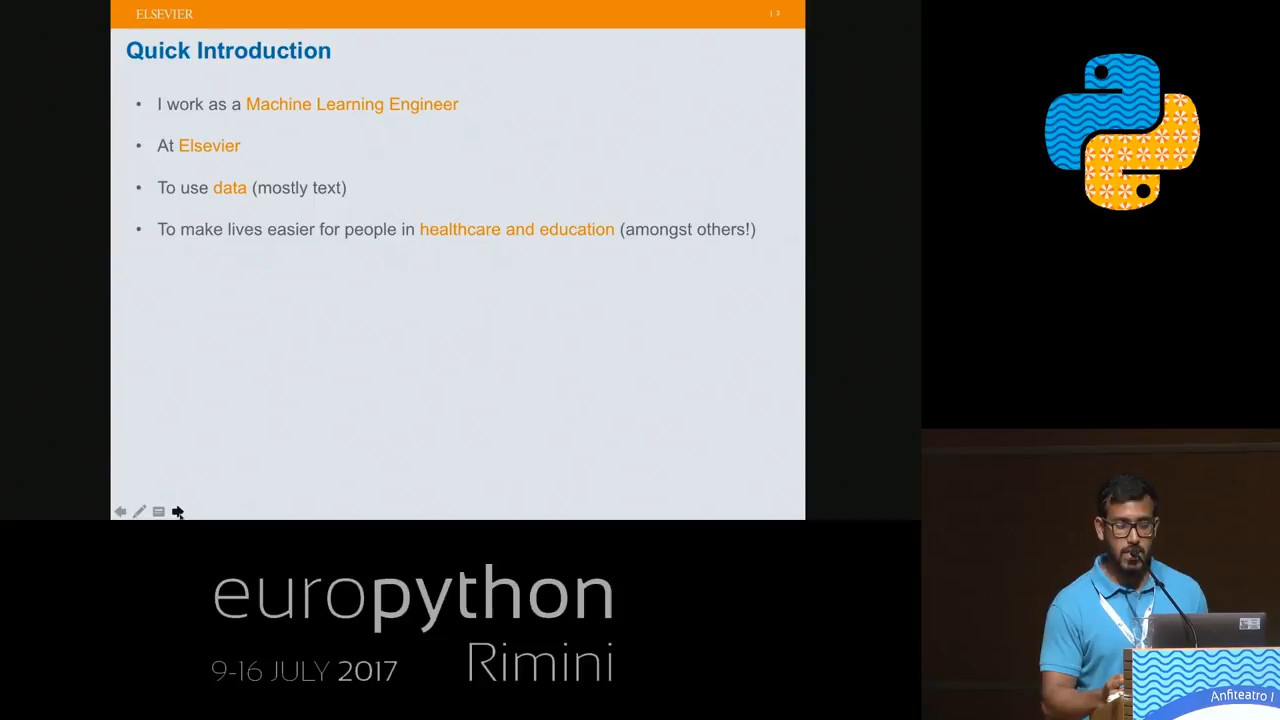 ELSEVIER
| 3
Quick Introduction
• I work as a Machine Learning Engineer
• At Elsevier
• To use data (mostly text)
• To make lives easier for people in healthcare and education (amongst others!)
europython
9-16 JULY 2017 Rimini
Anfiteatro I